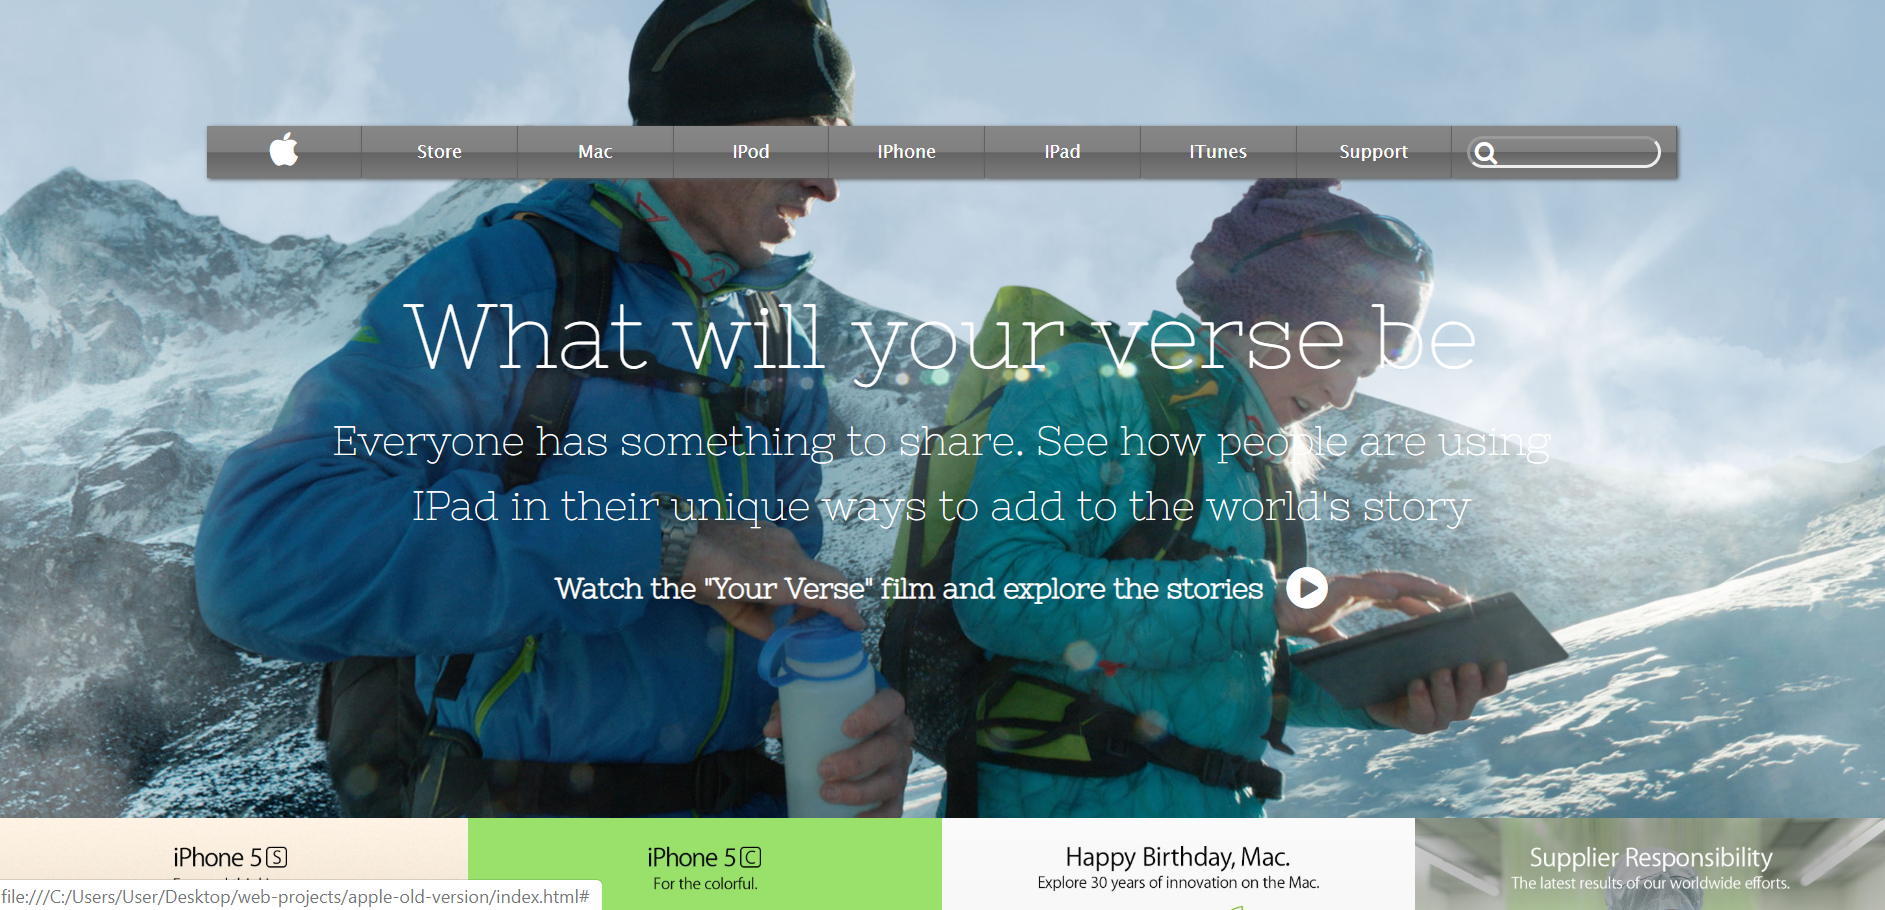 Store Mac IPod IPhone IPad ITunes Support
What will your verse be
Everyone has something to share. See how people are using
IPad in their unique ways to add to the world's story
Watch the "Your Verse" film and explore the stories
iPhone 5 S
iPhone 5 C
For the colorful.
Happy Birthday, Mac.
Explore 30 years of innovation on the Mac.
Supplier Responsibility
The latest results of our worldwide efforts.
file:///C:/Users/User/Desktop/web-projects/apple-old-version/index.html#